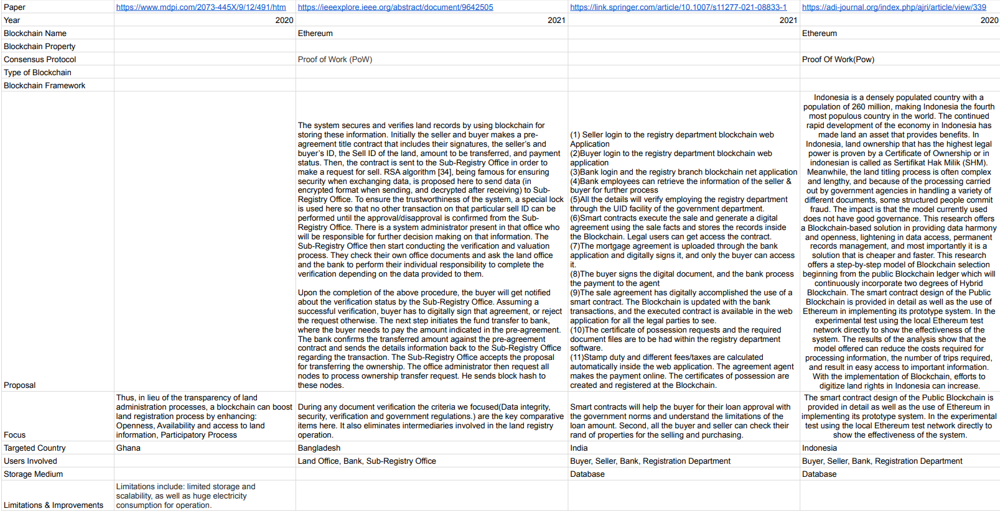 Paper
https://www.mdpi.com/2073-445X/9/12/491/htm
https://ieeexplore.ieee.org/abstract/document/9642505
https://link.springer.com/article/10.1007/s11277-021-08833-1
https://adi-journal.org/index.php/ajri/article/view/339
Year
2020
2021
2021
2020
Blockchain Name
Ethereum
Ethereum
Blockchain Property
Consensus Protocol
Proof of Work (PoW)
Proof Of Work(Pow)
Type of Blockchain
Blockchain Framework
Proposal
The system secures and verifies land records by using blockchain for
storing these information. Initially the seller and buyer makes a pre-
agreement title contract that includes their signatures, the seller's and
buyer's ID, the Sell ID of the land, amount to be transferred, and payment
status. Then, the contract is sent to the Sub-Registry Office in order to
make a request for sell. RSA algorithm [34], being famous for ensuring
security when exchanging data, is proposed here to send data (in
encrypted format when sending, and decrypted after receiving) to Sub-
Registry Office. To ensure the trustworthiness of the system, a special lock
is used here so that no other transaction on that particular sell ID can be
performed until the approval/disapproval is confirmed from the Sub-
Registry Office. There is a system administrator present in that office who
will be responsible for further decision making on that information. The
Sub-Registry Office then start conducting the verification and valuation
process. They check their own office documents and ask the land office
and the bank to perform their individual responsibility to complete the
verification depending on the data provided to them.
Upon the completion of the above procedure, the buyer will get notified
about the verification status by the Sub-Registry Office. Assuming a
successful verification, buyer has to digitally sign that agreement, or reject
the request otherwise. The next step initiates the fund transfer to bank,
where the buyer needs to pay the amount indicated in the pre-agreement.
The bank confirms the transferred amount against the pre-agreement
contract and sends the details information back to the Sub-Registry Office
regarding the transaction. The Sub-Registry Office accepts the proposal
for transferring the ownership. The office administrator then request all
nodes to process ownership transfer request. He sends block hash to
these nodes.
(1) Seller login to the registry department blockchain web
Application
(2)Buyer login to the registry department blockchain web
application
(3)Bank login and the registry branch blockchain net application
(4)Bank employees can retrieve the information of the seller &
buyer for further process
(5)All the details will verify employing the registry department
through the UID facility of the government department.
(6)Smart contracts execute the sale and generate a digital
agreement using the sale facts and stores the records inside
the Blockchain. Legal users can get access the contract.
(7)The mortgage agreement is uploaded through the bank
application and digitally signs it, and only the buyer can access
it.
(8)The buyer signs the digital document, and the bank process
the payment to the agent
(9)The sale agreement has digitally accomplished the use of a
smart contract. The Blockchain is updated with the bank
transactions, and the executed contract is available in the web
application for all the legal parties to see.
(10)The certificate of possession requests and the required
document files are to be had within the registry department
software.
(11)Stamp duty and different fees/taxes are calculated
automatically inside the web application. The agreement agent
makes the payment online. The certificates of possession are
created and registered at the Blockchain.
Indonesia is a densely populated country with a
population of 260 million, making Indonesia the fourth
most populous country in the world. The continued
rapid development of the economy in Indonesia has
made land an asset that provides benefits. In
Indonesia, land ownership that has the highest legal
power is proven by a Certificate of Ownership or in
indonesian is called as Sertifikat Hak Milik (SHM).
Meanwhile, the land titling process is often complex
and lengthy, and because of the processing carried
out by government agencies in handling a variety of
different documents, some structured people commit
fraud. The impact is that the model currently used
does not have good governance. This research offers
a Blockchain-based solution in providing data harmony
and openness, lightening in data access, permanent
records management, and most importantly it is a
solution that is cheaper and faster. This research
offers a step-by-step model of Blockchain selection
beginning from the public Blockchain ledger which will
continuously incorporate two degrees of Hybrid
Blockchain. The smart contract design of the Public
Blockchain is provided in detail as well as the use of
Ethereum in implementing its prototype system. In the
experimental test using the local Ethereum test
network directly to show the effectiveness of the
system. The results of the analysis show that the
model offered can reduce the costs required for
processing information, the number of trips required,
and result in easy access to important information.
With the implementation of Blockchain, efforts to
digitize land rights in Indonesia can increase.
Focus
Thus, in lieu of the transparency of land
administration processes, a blockchain can boost
land registration process by enhancing:
Openness, Availability and access to land
information, Participatory Process
During any document verification the criteria we focused(Data integrity,
security, verification and government regulations.) are the key comparative
items here. It also eliminates intermediaries involved in the land registry
operation.
Smart contracts will help the buyer for their loan approval with
the government norms and understand the limitations of the
loan amount. Second, all the buyer and seller can check their
rand of properties for the selling and purchasing.
The smart contract design of the Public Blockchain is
provided in detail as well as the use of Ethereum in
implementing its prototype system. In the experimental
test using the local Ethereum test network directly to
show the effectiveness of the system.
Targeted Country
Ghana
Bangladesh
India
Indonesia
Users Involved
Land Office, Bank, Sub-Registry Office
Buyer, Seller, Bank, Registration Department
Buyer, Seller, Bank, Registration Department
Storage Medium
Database
Database
Limitations & Improvements
Limitations include: limited storage and
scalability, as well as huge electricity
consumption for operation.